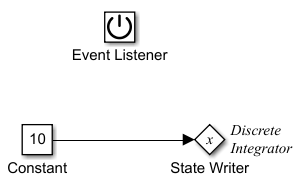 Event Listener
10
x
Discrete
Integrator
Constant
State Writer